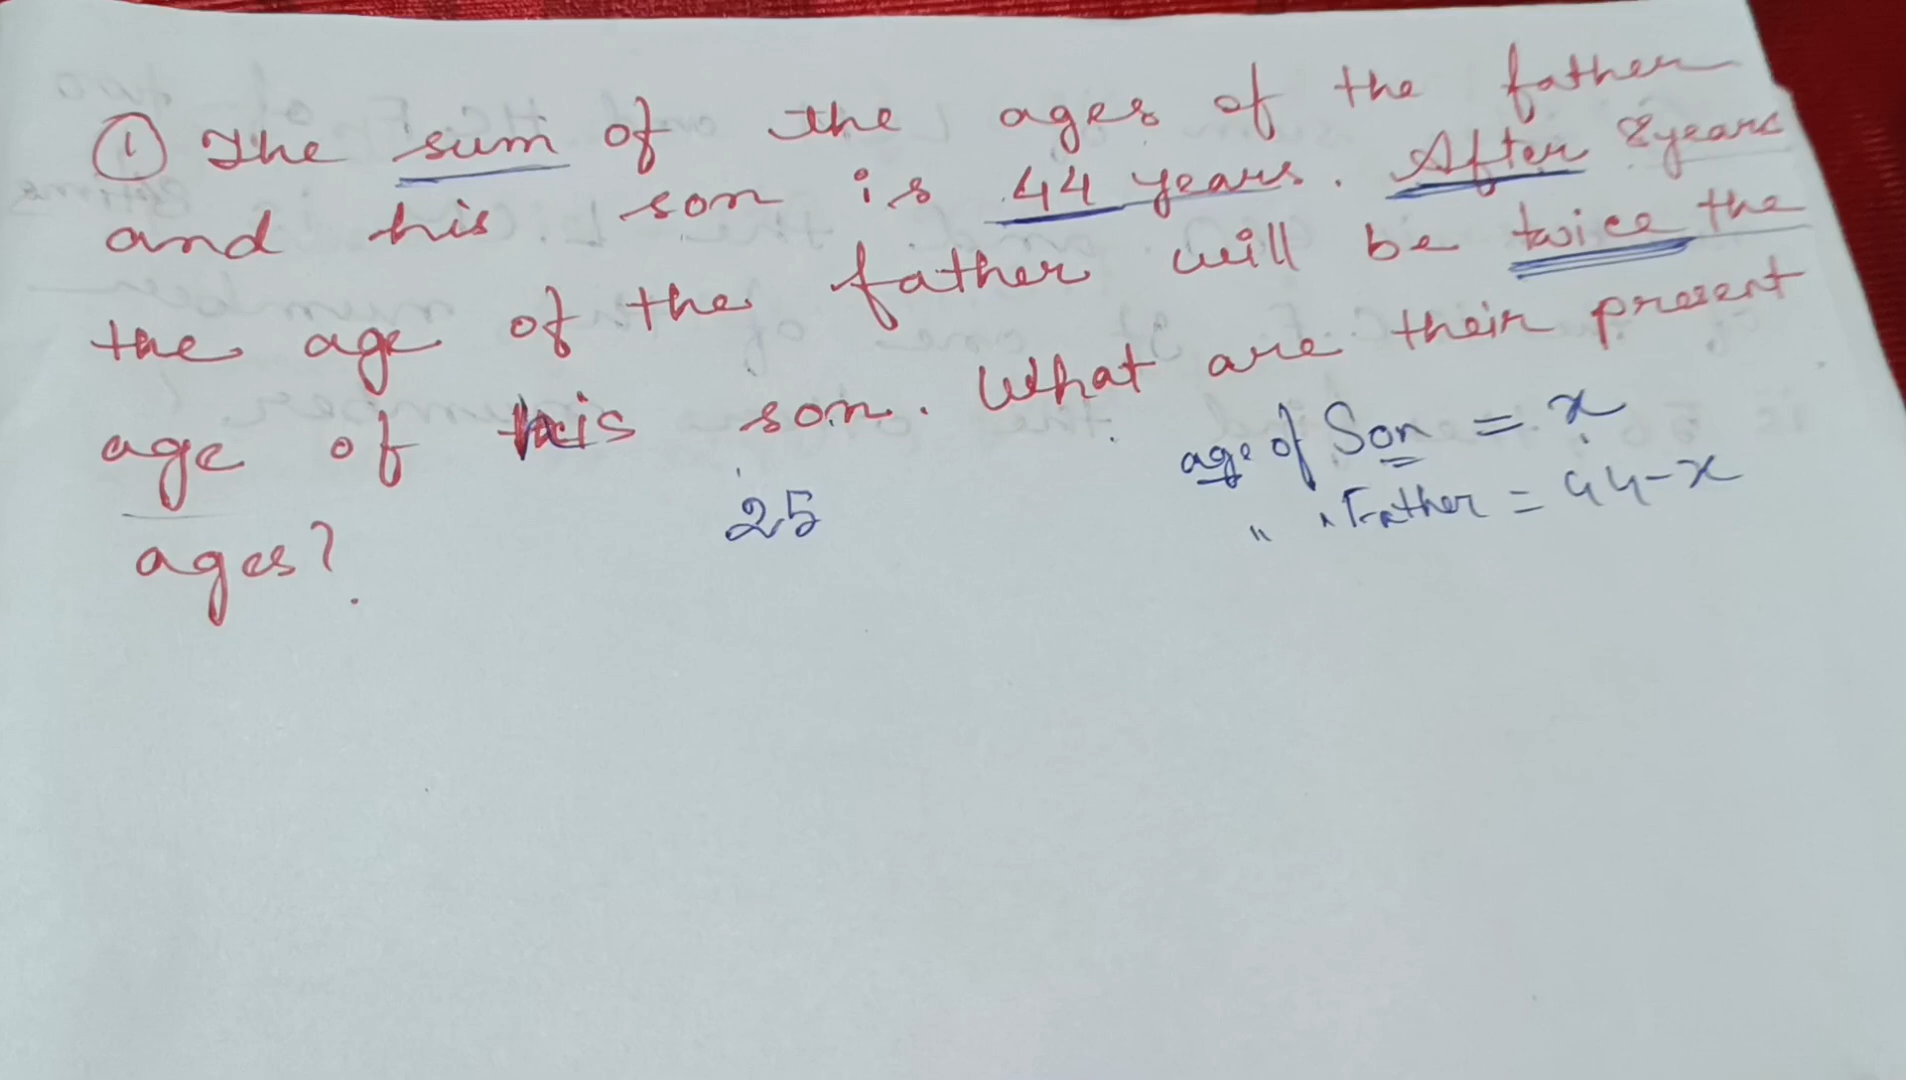 ① The sum of the ages of the father
and his son is 44 years. After 8 years
the age of the father will be twice the
age of his son. What are their present
ages?
25
age of Son = x
" " Father = 44-x